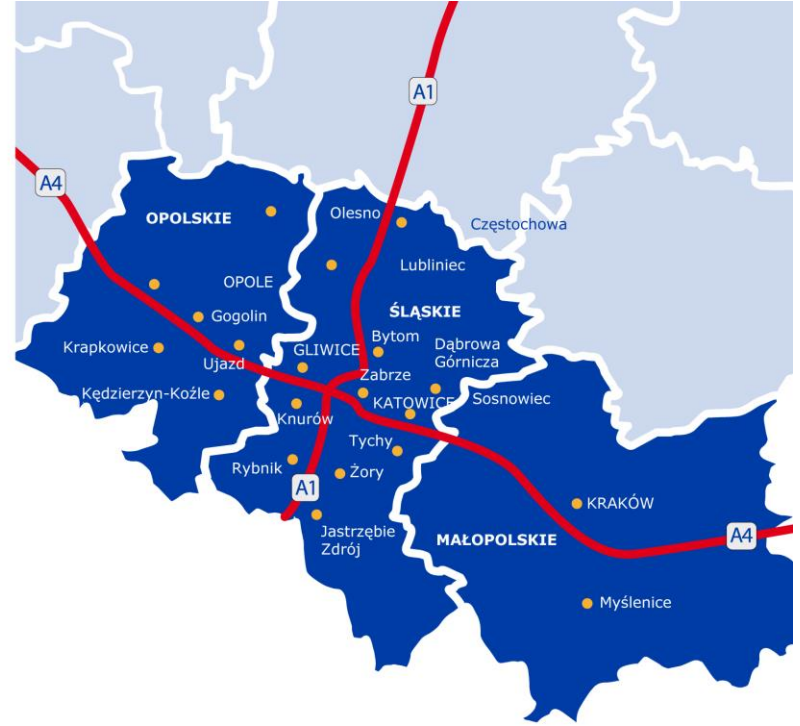 A1
A4
OPOLSKIE
Olesno
Częstochowa
Lubliniec
OPOLE
ŚLĄSKIE
Gogolin
Krapkowice
Ujazd
GLIWICE
Bytom
Dąbrowa
Górnicza
Zabrze
Kędzierzyn-Koźle
KATOWICE
Sosnowiec
Knurów
Tychy
Rybnik
Żory
A1
KRAKÓW
Jastrzębie
Zdrój
MAŁOPOLSKIE
A4
Myślenice